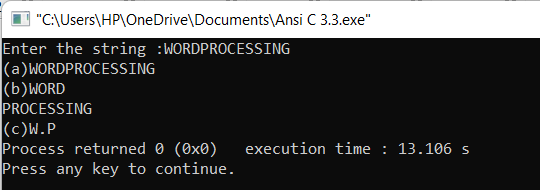 "C:\Users\HP\OneDrive\Documents\Ansi C 3.3.exe"
Enter the string :WORDPROCESSING
(a)WORDPROCESSING
(b)WORD
PROCESSING
(c)W.P
Process returned 0 (0x0)   execution time : 13.106 s
Press any key to continue.